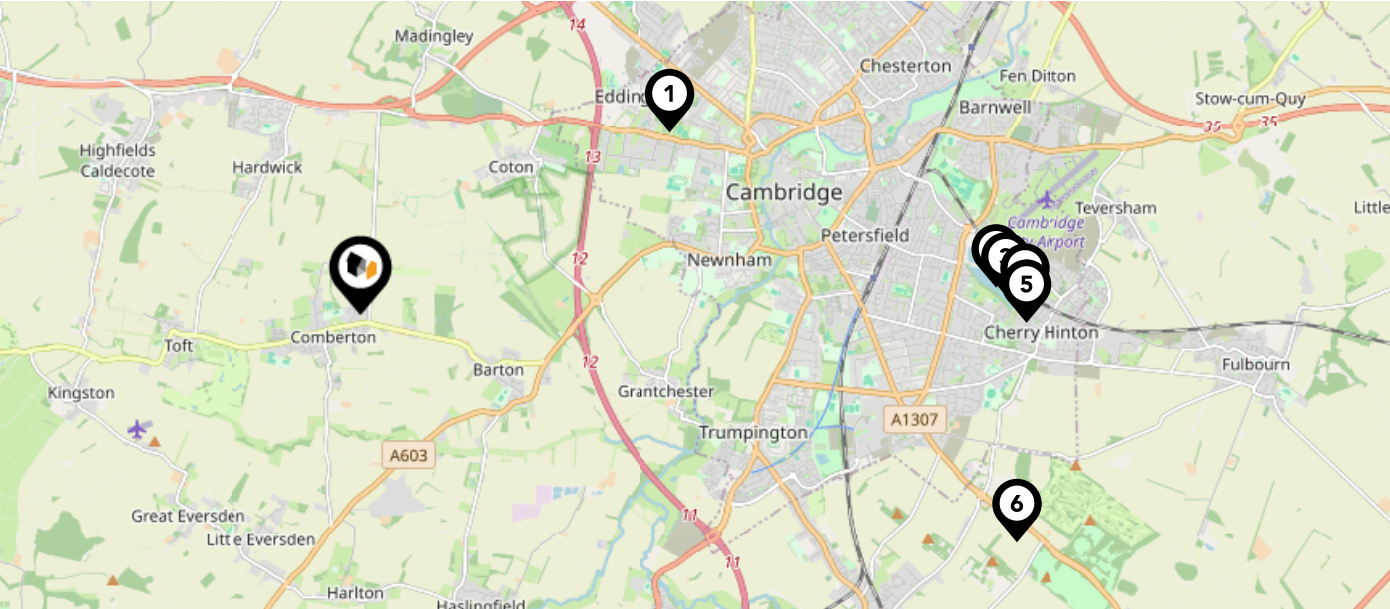 14
Madingley
Chesterton
Fen Ditton
1
Edding
Barnwell
Stow-cum-Quy
35
35
Highfields
Caldecote
Hardwick
Coton
13
Cambridge
Teversham
Little
Cambridge
y Airport
Petersfield
12
Newnham
5
Comberton
Toft
Cherry Hinton
12
Barton
Fulbourn
Kingston
Grantchester
A1307
Trumpington
A603
6
Great Eversden
11
Litt e Eversden
11
Harlton
Haslingfield